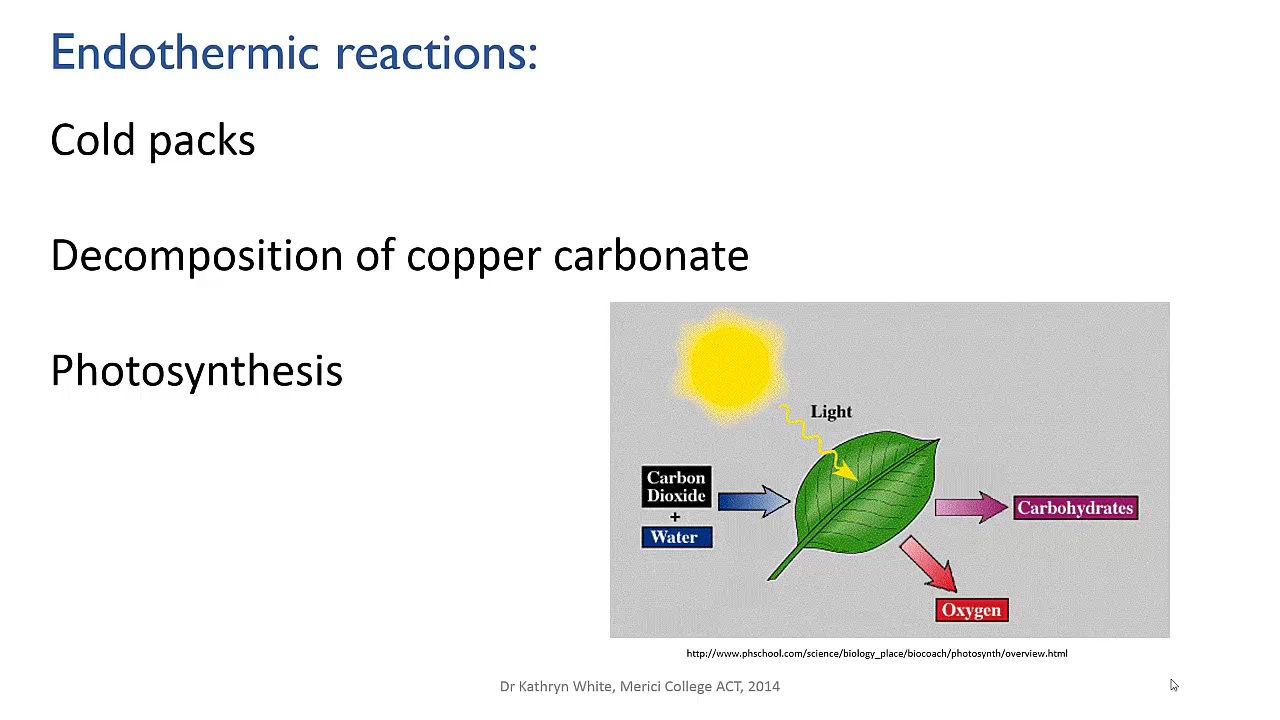 Endothermic reactions:
Cold packs
Decomposition of copper carbonate
Photosynthesis
Light
Carbon
Dioxide
+
Water
Carbohydrates
Oxygen
http://www.phschool.com/science/biology_place/biocoach/photosynth/overview.html
Dr Kathryn White, Merici College ACT, 2014